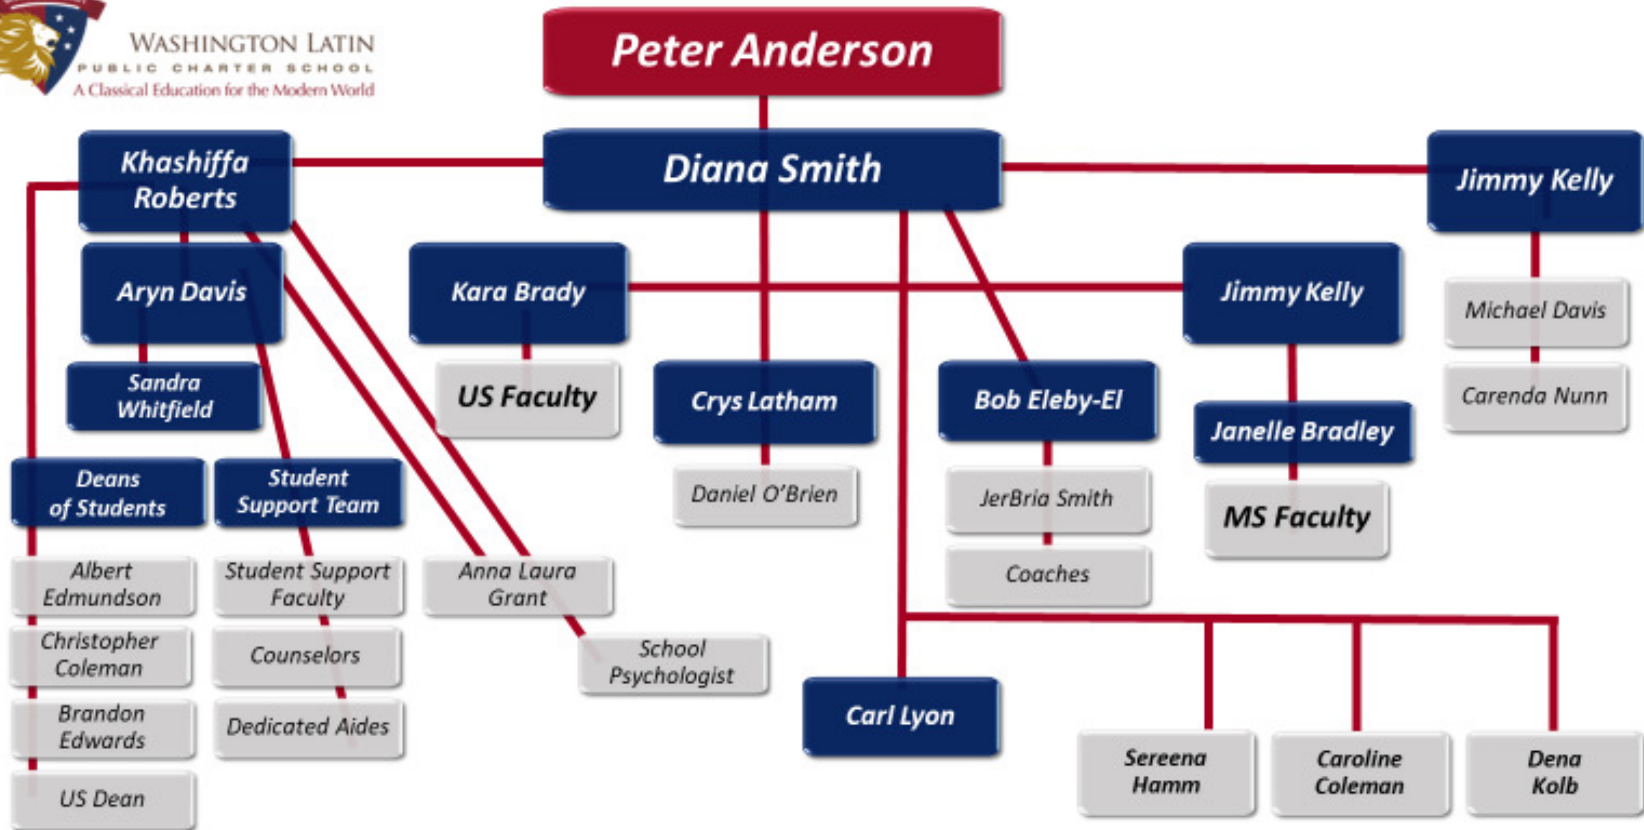 WASHINGTON LATIN
PUBLIC CHARTER SCHOOL
A Classical Education for the Modern World
Peter Anderson
Khashiffa
Roberts
Diana Smith
Jimmy Kelly
Aryn Davis
Kara Brady
Jimmy Kelly
Michael Davis
Sandra
Whitfield
US Faculty
Crys Latham
Bob Eleby-El
Janelle Bradley
Carenda Nunn
Deans
of Students
Student
Support Team
Daniel O'Brien
JerBria Smith
MS Faculty
Albert
Edmundson
Student Support
Faculty
Anna Laura
Grant
Coaches
Christopher
Coleman
Counselors
School
Psychologist
Brandon
Edwards
Dedicated Aides
Carl Lyon
US Dean
Sereena
Hamm
Caroline
Coleman
Dena
Kolb